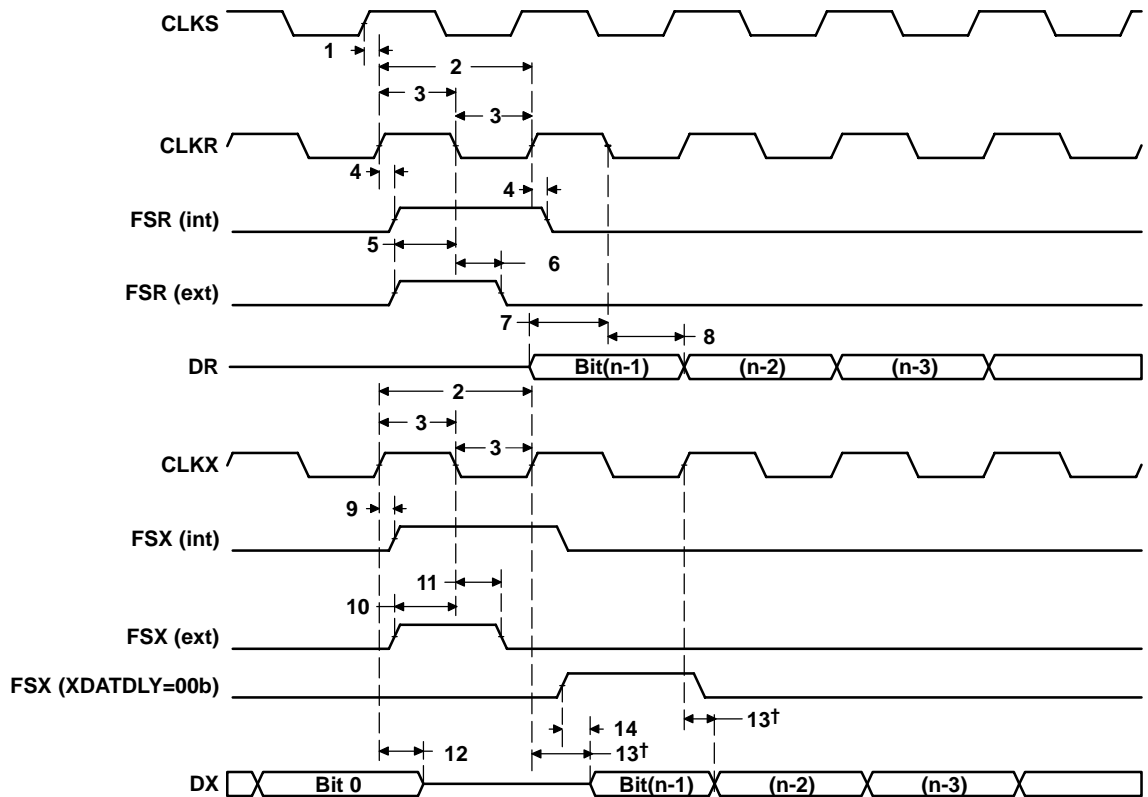 CLKS
1
2
3
3
CLKR
4
4
FSR (int)
5
6
FSR (ext)
7
8
DR Bit(n-1) (n-2) (n-3)
2
3
3
CLKX
9
FSX (int)
11
10
FSX (ext)
FSX (XDATDLY=00b)
14
13†
12
13†
DX Bit 0 Bit(n-1) (n-2) (n-3)